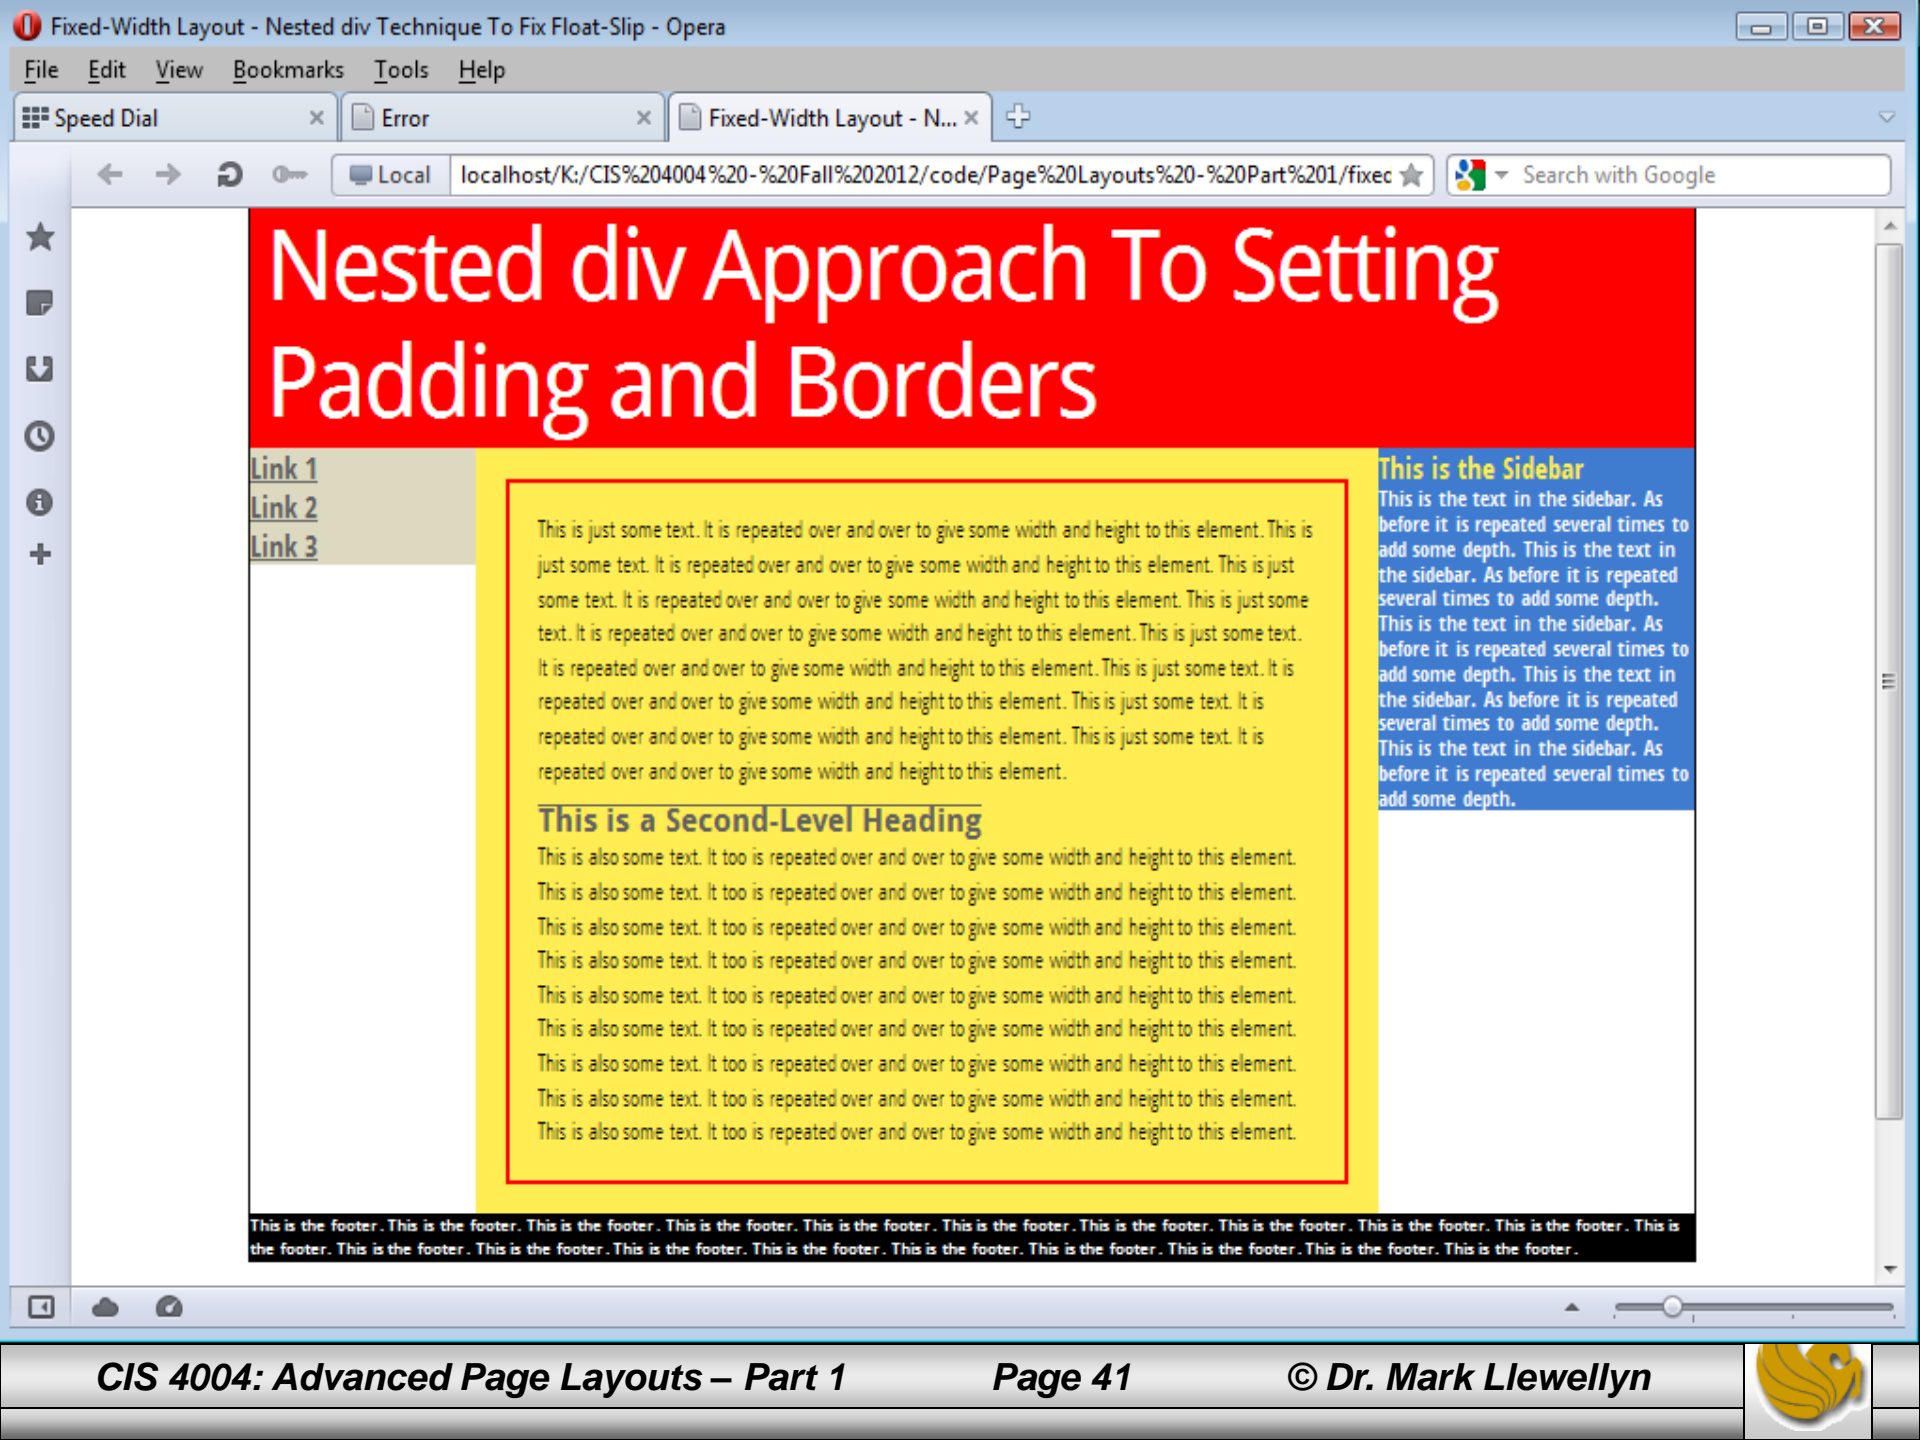 Fixed-Width Layout - Nested div Technique To Fix Float-Slip - Opera
File Edit View Bookmarks Tools Help
Speed Dial Error Fixed-Width Layout - N...
Local localhost/K:/CIS%204004%20-%20Fall%202012/code/Page%20Layouts%20-%20Part%201/fixed Search with Google
Nested div Approach To Setting
Padding and Borders
Link 1
Link 2
Link 3
This is just some text. It is repeated over and over to give some width and height to this element. This is
just some text. It is repeated over and over to give some width and height to this element. This is just
some text. It is repeated over and over to give some width and height to this element. This is just some
text. It is repeated over and over to give some width and height to this element. This is just some text.
It is repeated over and over to give some width and height to this element. This is just some text. It is
repeated over and over to give some width and height to this element. This is just some text. It is
repeated over and over to give some width and height to this element. This is just some text. It is
repeated over and over to give some width and height to this element.
This is a Second-Level Heading
This is also some text. It too is repeated over and over to give some width and height to this element.
This is also some text. It too is repeated over and over to give some width and height to this element.
This is also some text. It too is repeated over and over to give some width and height to this element.
This is also some text. It too is repeated over and over to give some width and height to this element.
This is also some text. It too is repeated over and over to give some width and height to this element.
This is also some text. It too is repeated over and over to give some width and height to this element.
This is also some text. It too is repeated over and over to give some width and height to this element.
This is also some text. It too is repeated over and over to give some width and height to this element.
This is also some text. It too is repeated over and over to give some width and height to this element.
This is the Sidebar
This is the text in the sidebar. As
before it is repeated several times to
add some depth. This is the text in
the sidebar. As before it is repeated
several times to add some depth.
This is the text in the sidebar. As
before it is repeated several times to
add some depth. This is the text in
the sidebar. As before it is repeated
several times to add some depth.
This is the text in the sidebar. As
before it is repeated several times to
add some depth.
This is the footer. This is the footer. This is the footer. This is the footer. This is the footer. This is the footer. This is the footer. This is the footer. This is the footer. This is the footer. This is
the footer. This is the footer. This is the footer. This is the footer. This is the footer. This is the footer. This is the footer. This is the footer. This is the footer. This is the footer.
CIS 4004: Advanced Page Layouts – Part 1 Page 41 © Dr. Mark Llewellyn